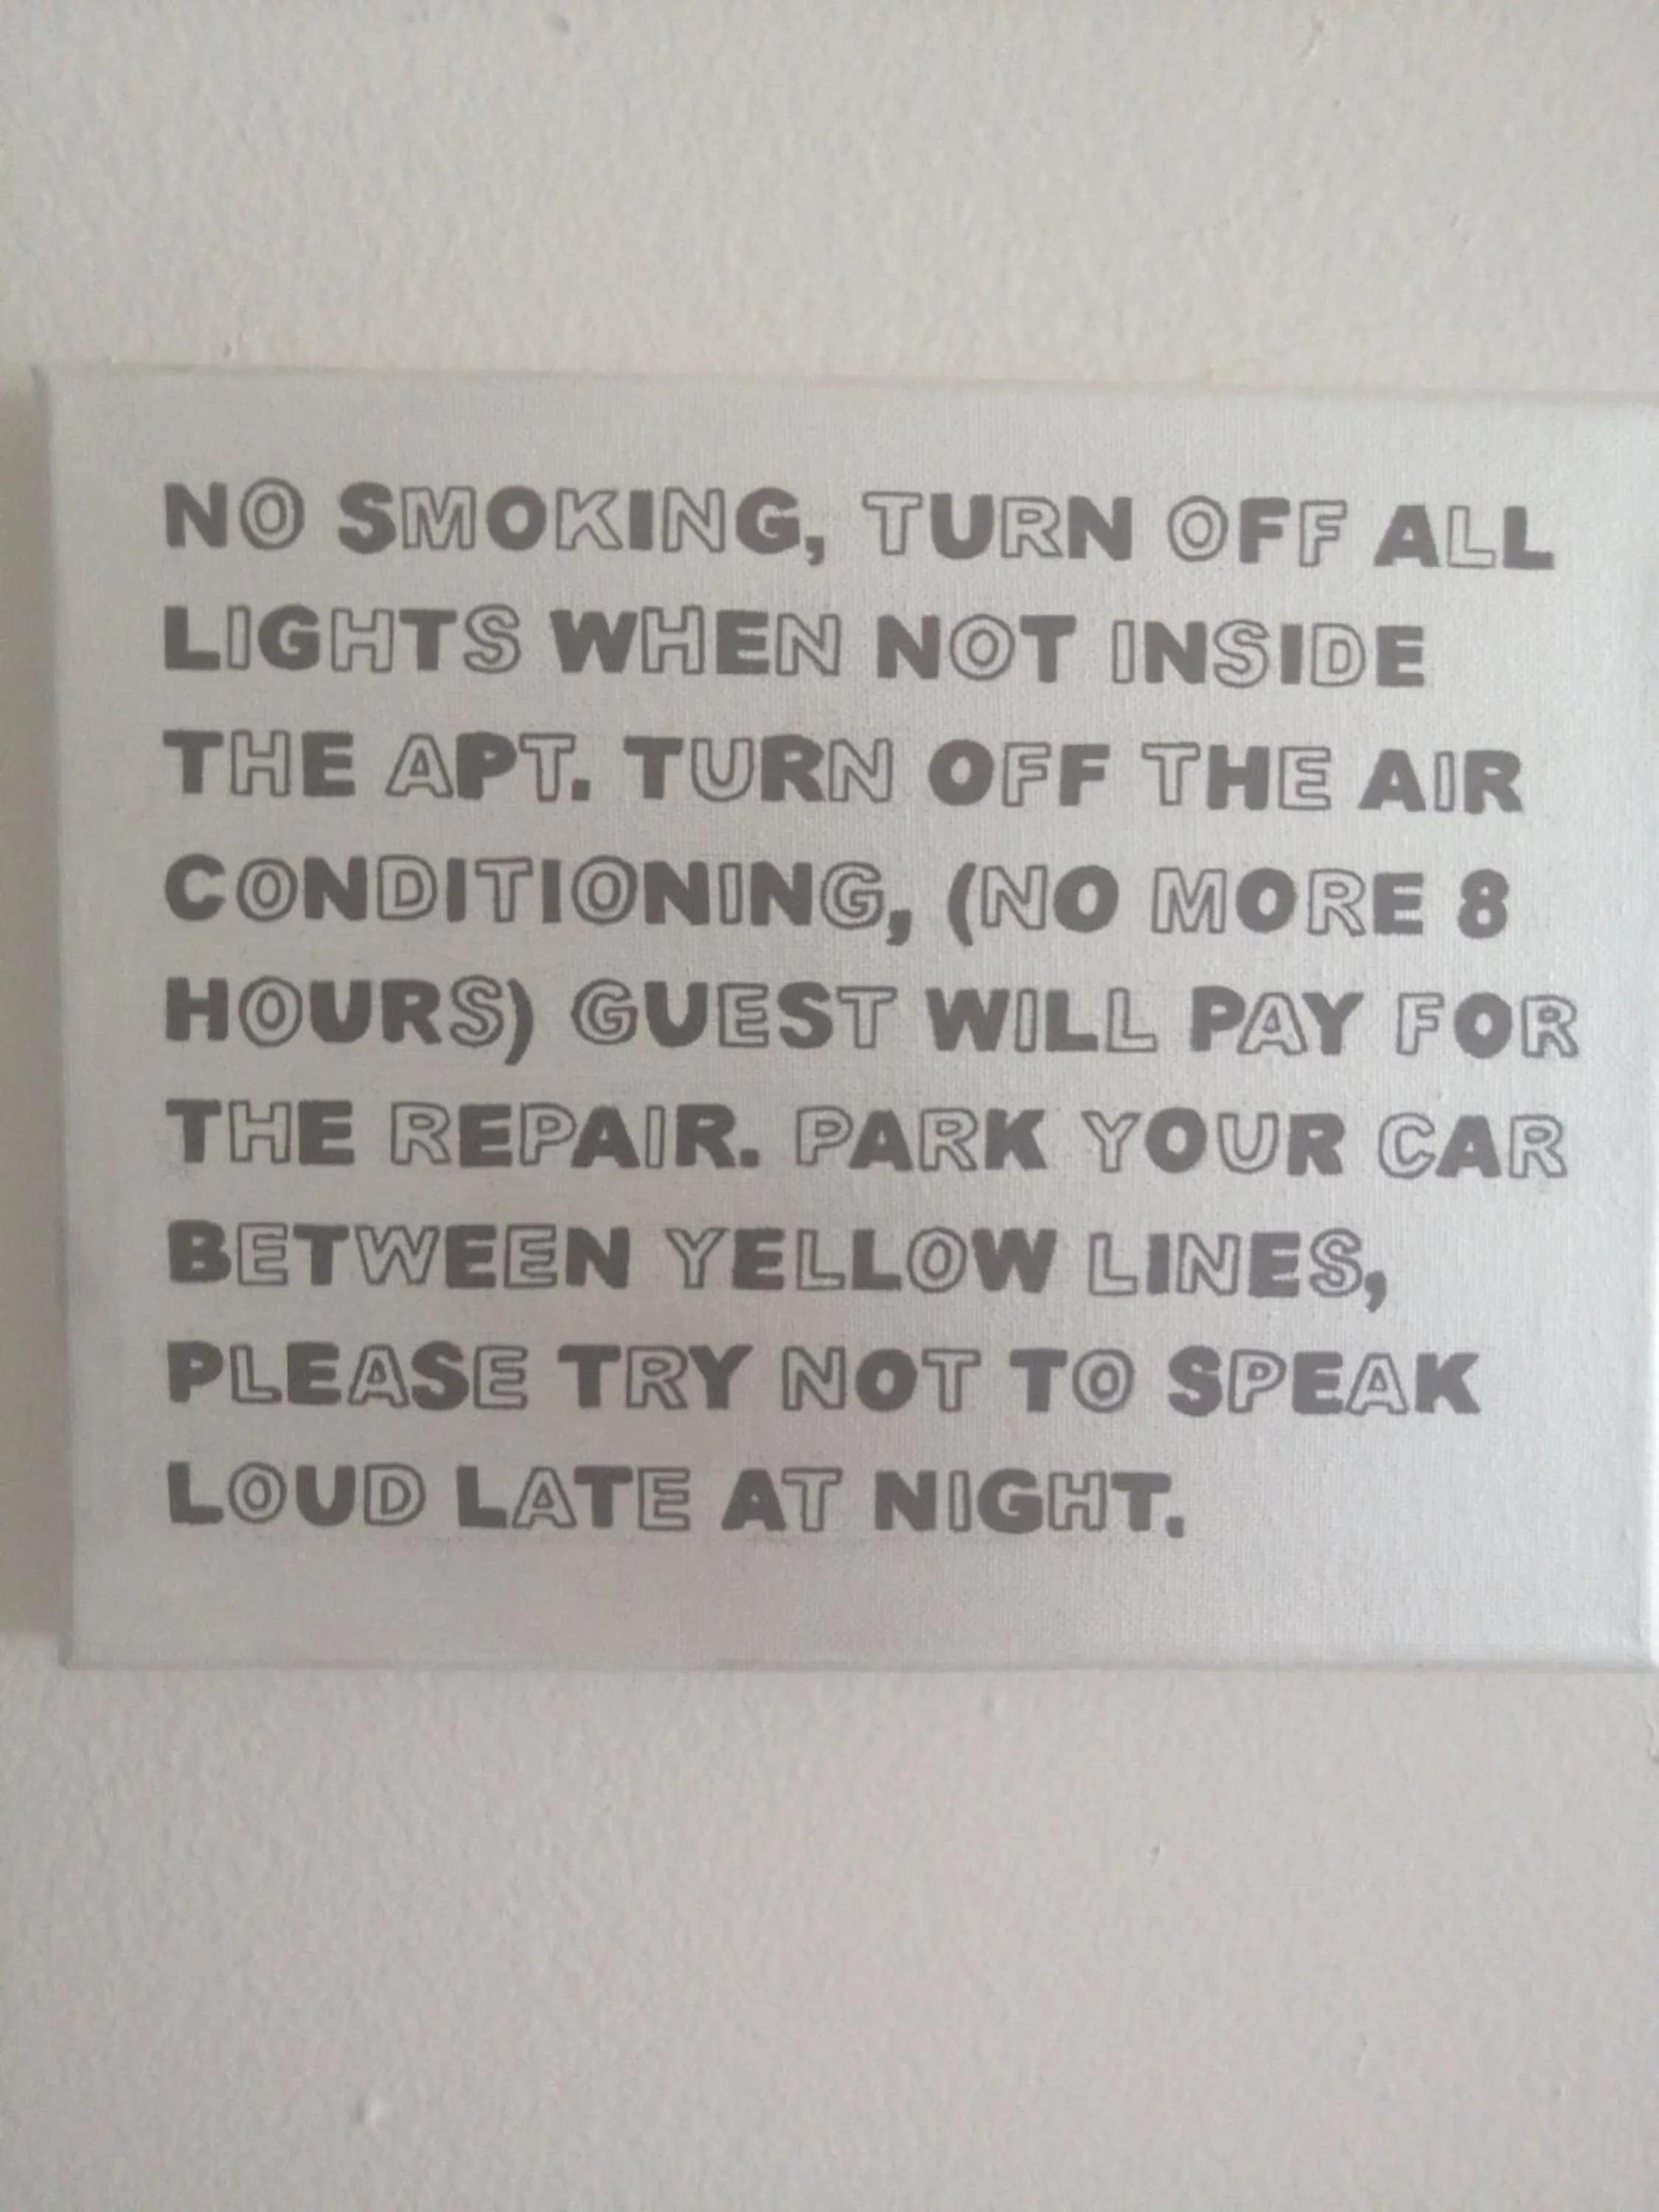 NO SMOKING, TURN OFF ALL
LIGHTS WHEN NOT INSIDE
THE APT. TURN OFF THE AIR
CONDITIONING, (NO MORE 8
HOURS) GUEST WILL PAY FOR
THE REPAIR. PARK YOUR CAR
BETWEEN YELLOW LINES,
PLEASE TRY NOT TO SPEAK
LOUD LATE AT NIGHT.